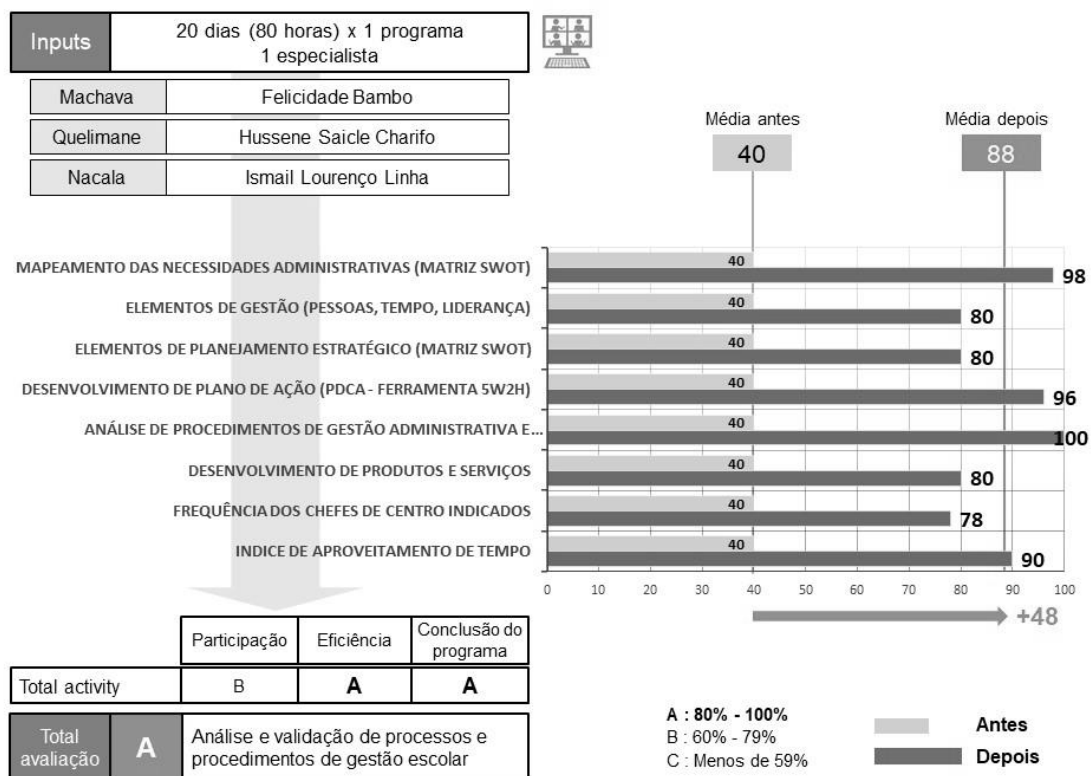 Inputs
20 dias (80 horas) x 1 programa
1 especialista
Machava
Felicidade Bambo
Quelimane
Hussene Saicle Charifo
Nacala
Ismail Lourenço Linha
Média antes
40
Média depois
88
MAPEAMENTO DAS NECESSIDADES ADMINISTRATIVAS (MATRIZ SWOT)
40
98
ELEMENTOS DE GESTÃO (PESSOAS, TEMPO, LIDERANÇA)
40
80
ELEMENTOS DE PLANEJAMENTO ESTRATÉGICO (MATRIZ SWOT)
40
80
DESENVOLVIMENTO DE PLANO DE AÇÃO (PDCA - FERRAMENTA 5W2H)
40
96
ANÁLISE DE PROCEDIMENTOS DE GESTÃO ADMINISTRATIVA E...
40
100
DESENVOLVIMENTO DE PRODUTOS E SERVIÇOS
40
80
FREQUÊNCIA DOS CHEFES DE CENTRO INDICADOS
40
78
INDICE DE APROVEITAMENTO DE TEMPO
40
90
0 10 20 30 40 50 60 70 80 90 100
+48
Participação
Eficiência
Conclusão do
programa
Total activity
B
A
A
Total
avaliação
A
Análise e validação de processos e
procedimentos de gestão escolar
A : 80% - 100%
B : 60% - 79%
C : Menos de 59%
Antes
Depois